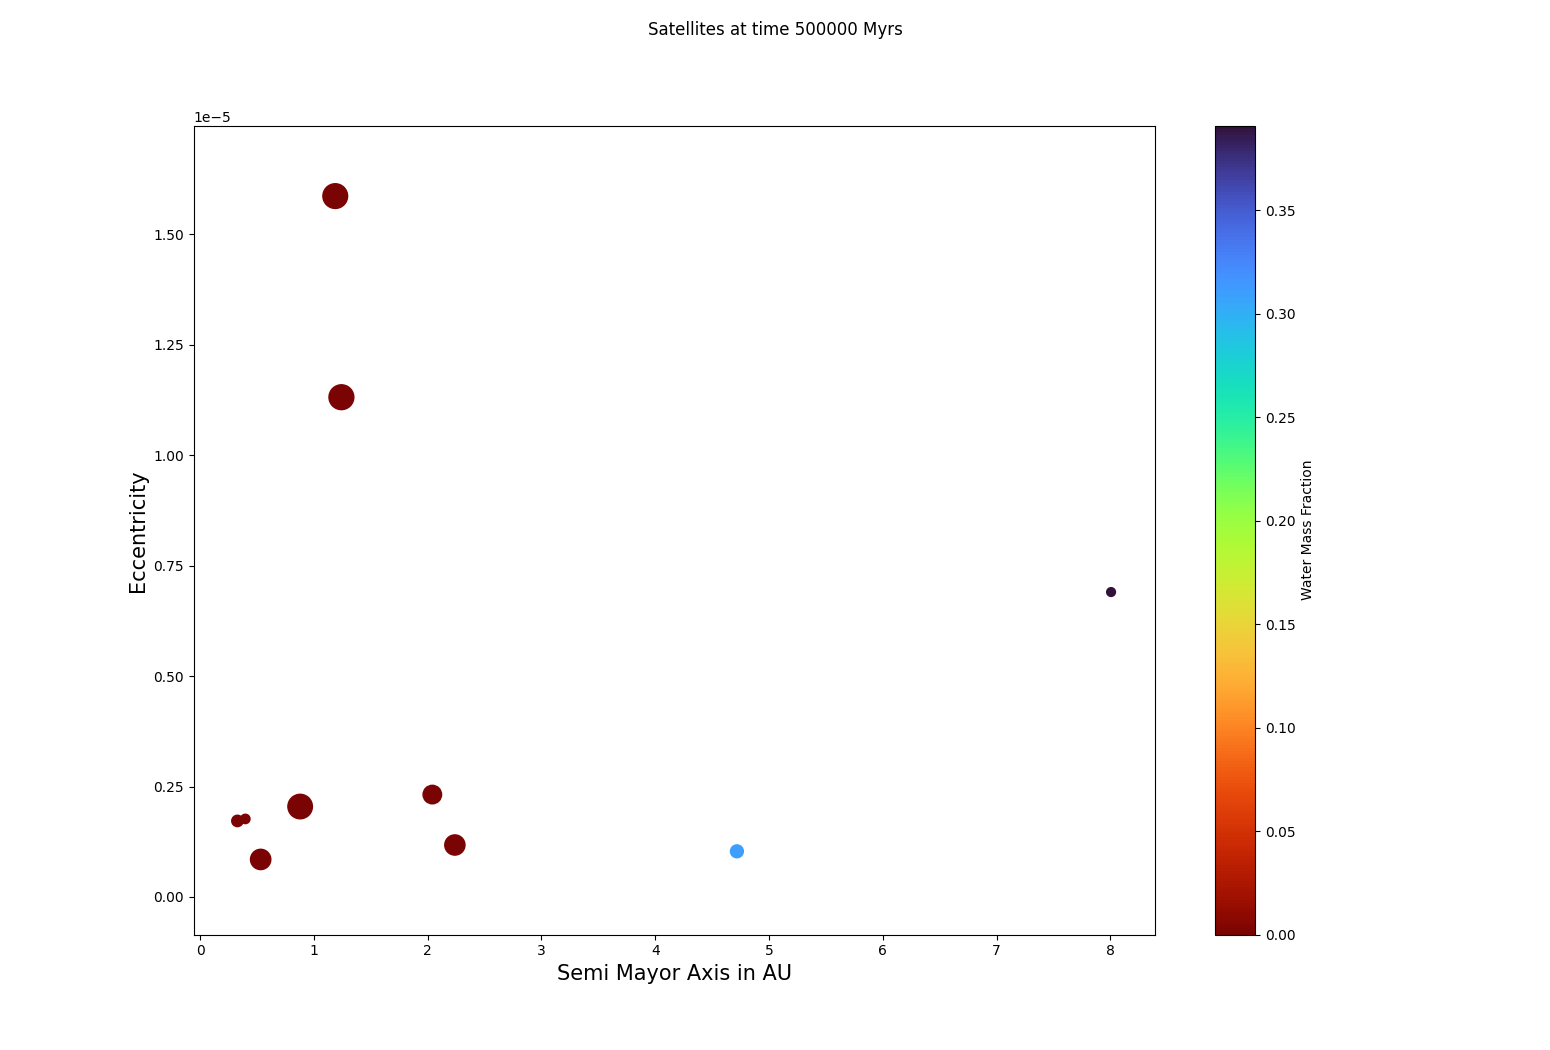 Satellites at time 500000 Myrs
1e−5
1.50
1.25
1.00
0.75
0.50
0.25
0.00
Eccentricity
0 1 2 3 4 5 6 7 8
Semi Mayor Axis in AU
0.35
0.30
0.25
0.20
0.15
0.10
0.05
0.00
Water Mass Fraction